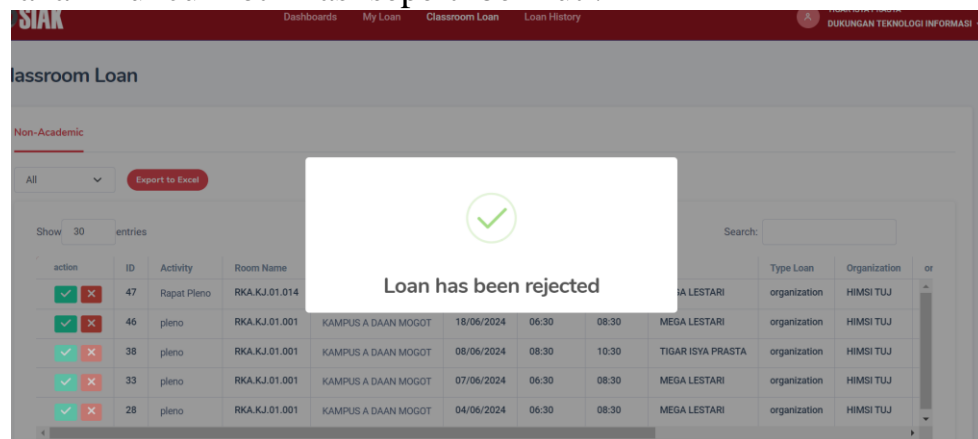 SIAK Dashboards My Loan Classroom Loan Loan History
DUKUNGAN TEKNOLOGI INFORMASI
lassroom Loan
Non-Academic
All Export to Excel
Show 30 entries Search:
action ID Activity Room Name Type Loan Organization or
Loan has been rejected
47 Rapat Pleno RKA.KJ.01.014 GA LESTARI organization HIMSI TUJ
46 pleno RKA.KJ.01.001 KAMPUS A DAAN MOGOT 18/06/2024 06:30 08:30 MEGA LESTARI organization HIMSI TUJ
38 pleno RKA.KJ.01.001 KAMPUS A DAAN MOGOT 08/06/2024 08:30 10:30 TIGAR ISYA PRASTA organization HIMSI TUJ
33 pleno RKA.KJ.01.001 KAMPUS A DAAN MOGOT 07/06/2024 06:30 08:30 MEGA LESTARI organization HIMSI TUJ
28 pleno RKA.KJ.01.001 KAMPUS A DAAN MOGOT 04/06/2024 06:30 08:30 MEGA LESTARI organization HIMSI TUJ